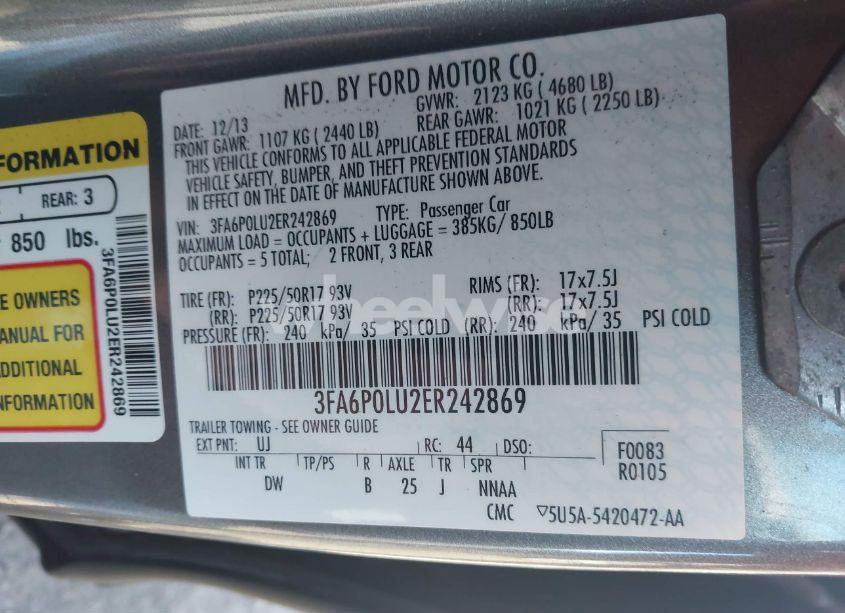 MFD. BY FORD MOTOR CO.
DATE: 12/13 GVWR: 2123 KG ( 4680 LB)
FRONT GAWR: 1107 KG ( 2440 LB) REAR GAWR: 1021 KG ( 2250 LB)
THIS VEHICLE CONFORMS TO ALL APPLICABLE FEDERAL MOTOR
VEHICLE SAFETY, BUMPER, AND THEFT PREVENTION STANDARDS
IN EFFECT ON THE DATE OF MANUFACTURE SHOWN ABOVE.
VIN: 3FA6P0LU2ER242869 TYPE: Passenger Car
MAXIMUM LOAD = OCCUPANTS + LUGGAGE = 385KG/ 850LB
OCCUPANTS = 5 TOTAL; 2 FRONT, 3 REAR
TIRE (FR): P225/50R17 93V RIMS (FR): 17x7.5J
(RR): P225/50R17 93V (RR): 17x7.5J
PRESSURE (FR): 240 kPa/ 35 PSI COLD (RR): 240 kPa/ 35 PSI COLD
3FA6P0LU2ER242869
TRAILER TOWING - SEE OWNER GUIDE
EXT PNT: UJ RC: 44 DSO: F0083
R0105
INT TR TP/PS R AXLE TR SPR
DW B 25 J NNAA
CMC ▽5U5A-5420472-AA
FORMATION
REAR: 3
850 lbs.
E OWNERS
MANUAL FOR
ADDITIONAL
INFORMATION
3FA6P0LU2ER242869
wheelwise